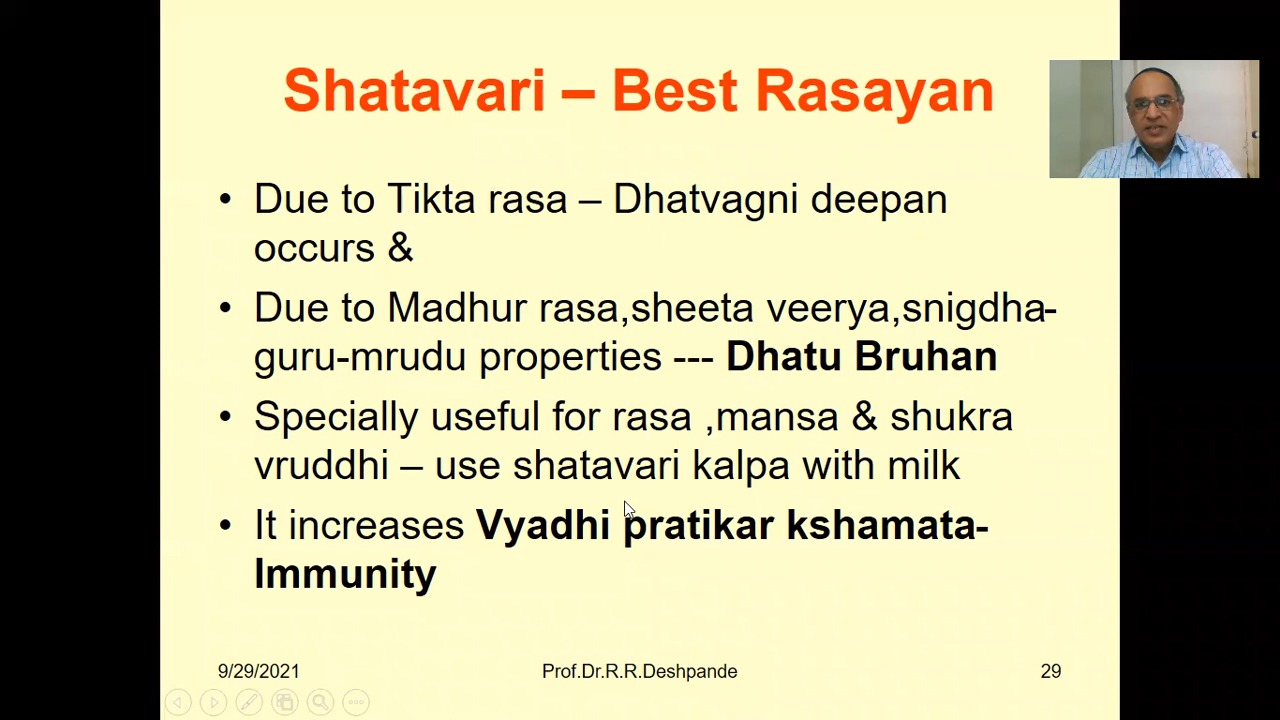 Shatavari – Best Rasayan
• Due to Tikta rasa – Dhatvagni deepan
occurs &
• Due to Madhur rasa,sheeta veerya,snigdha-
guru-mrudu properties --- Dhatu Bruhan
• Specially useful for rasa ,mansa & shukra
vruddhi – use shatavari kalpa with milk
• It increases Vyadhi pratikar kshamata-
Immunity
9/29/2021
Prof.Dr.R.R.Deshpande
29